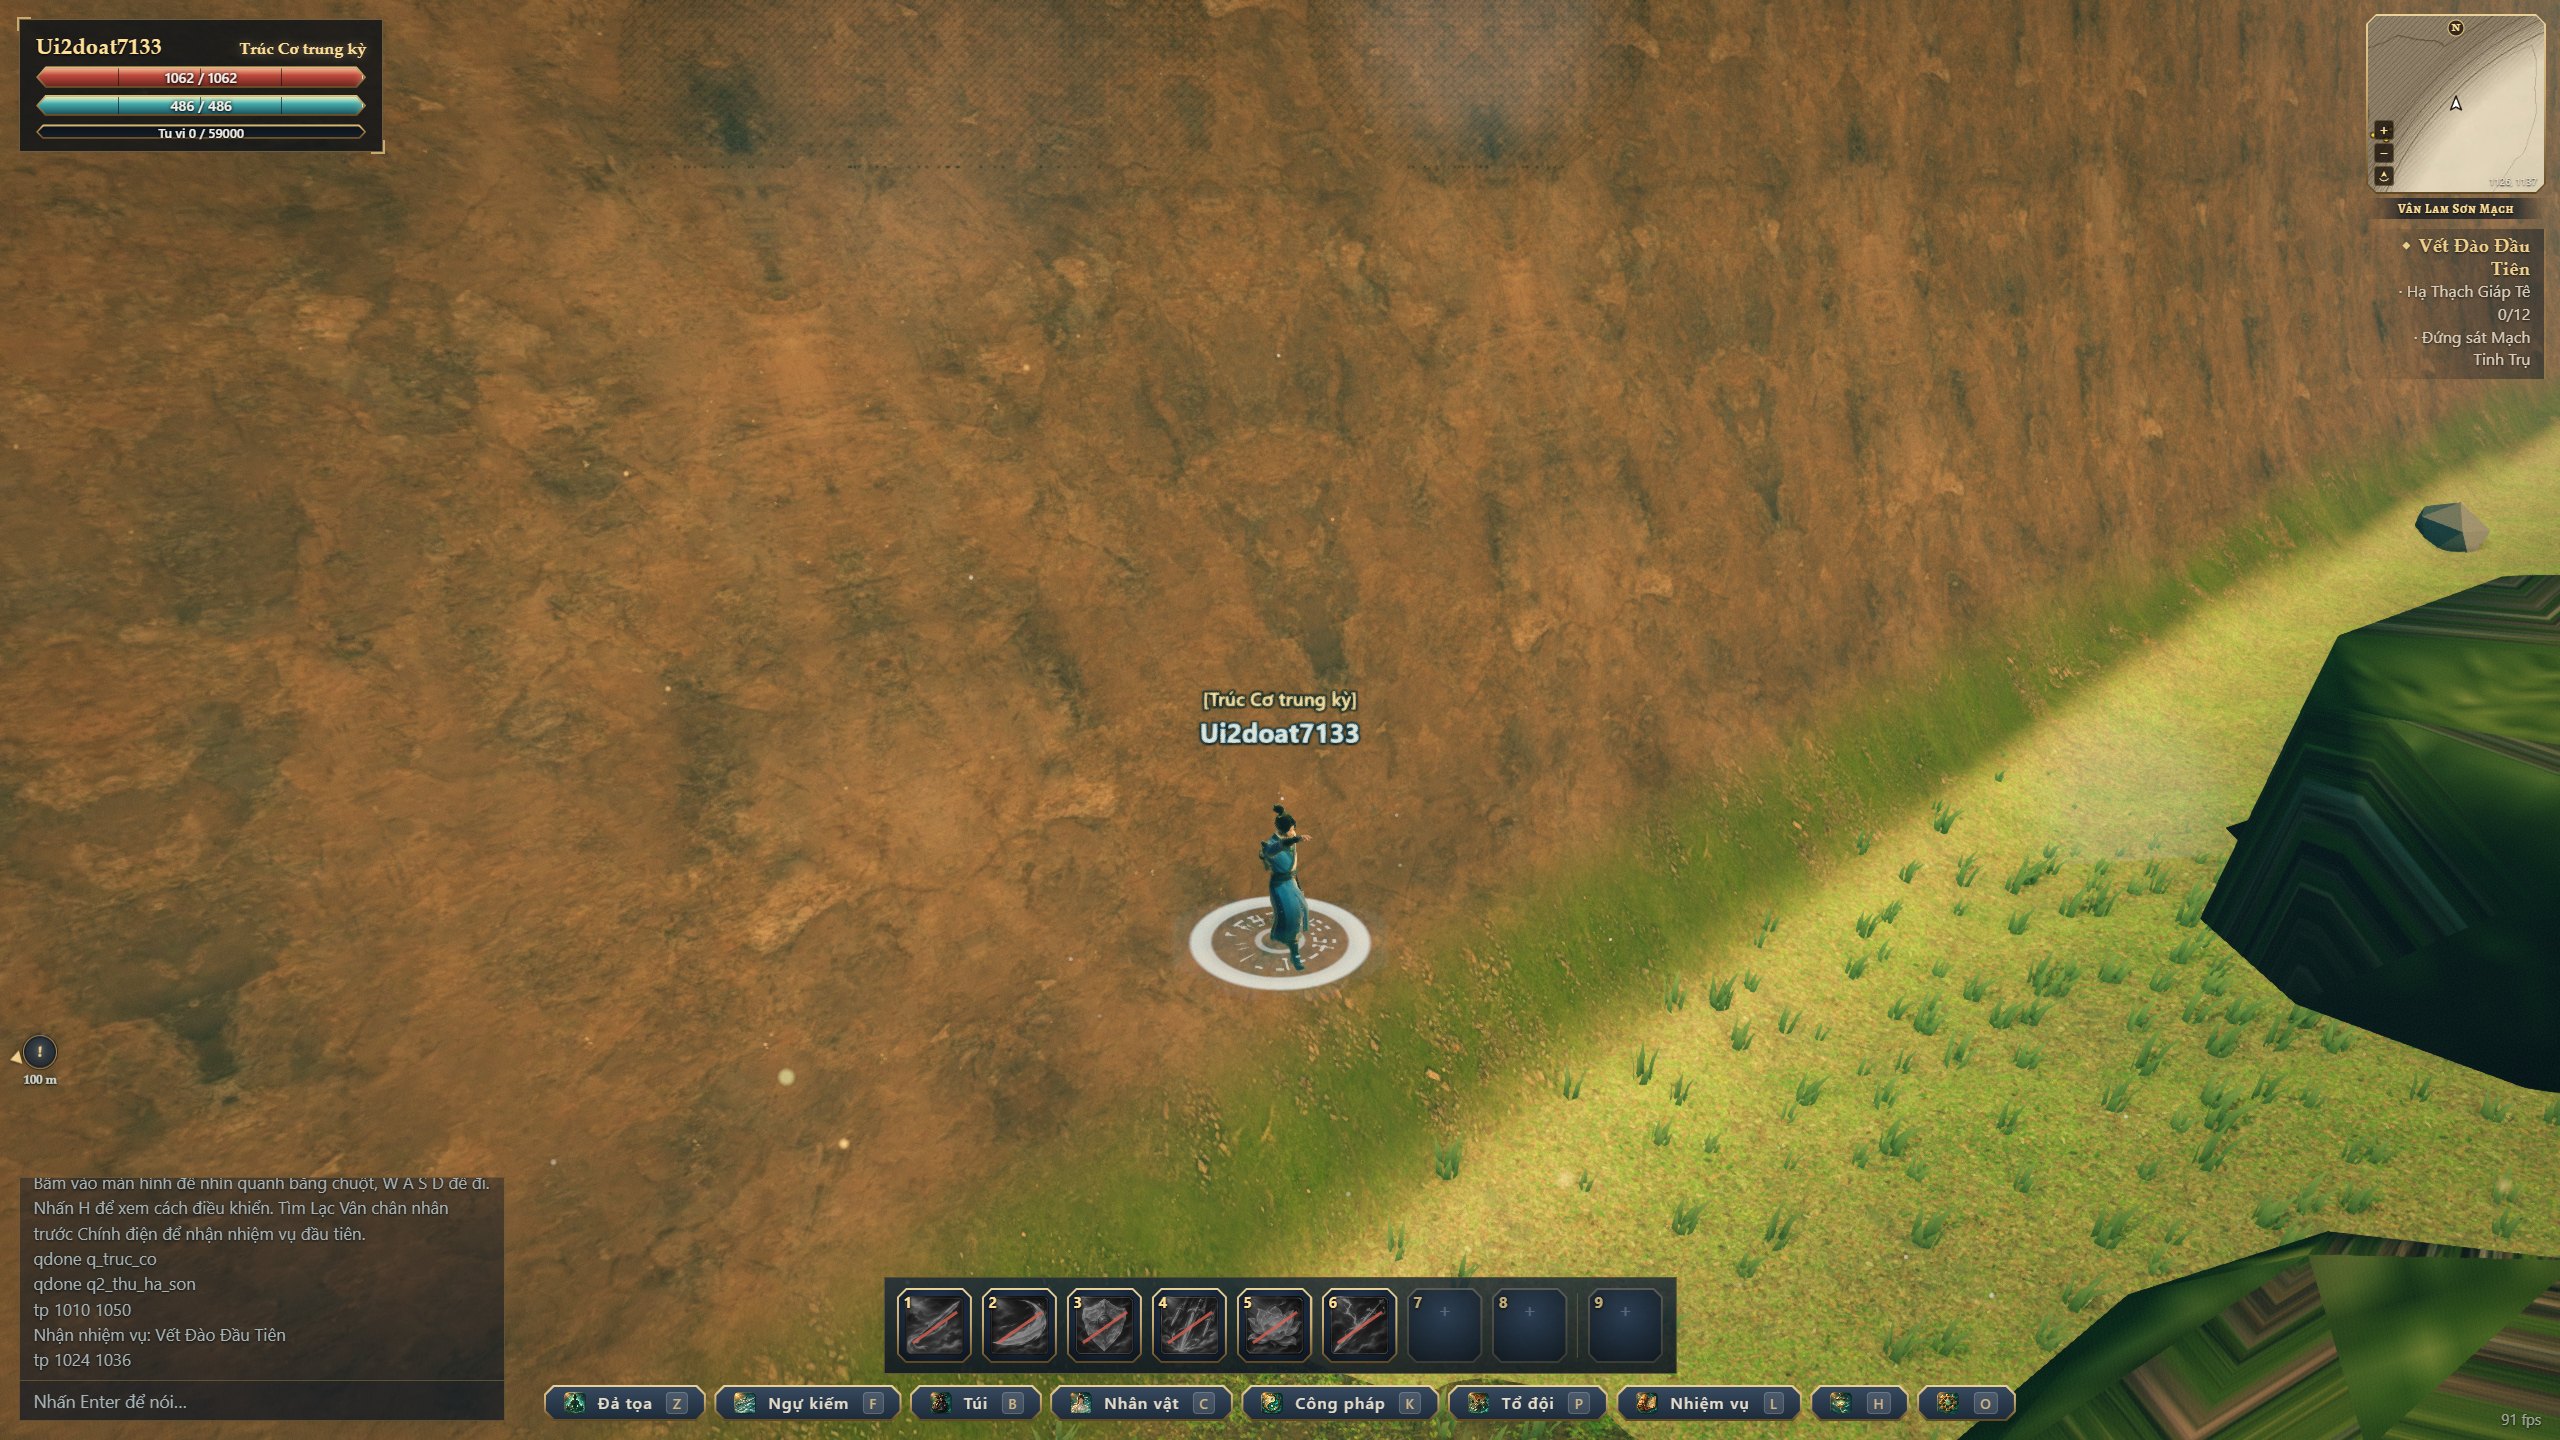 Ui2doat7133
Trúc Cơ trung kỳ
1062 / 1062
486 / 486
Tu vi 0 / 59000
N
+
−
1126, 1137
Vân Lam Sơn Mạch
Vết Đào Đầu
Tiên
· Hạ Thạch Giáp Tê
0/12
· Đứng sát Mạch
Tinh Trụ
[Trúc Cơ trung kỳ]
Ui2doat7133
!
100 m
Bấm vào màn hình để nhìn quanh bằng chuột, W A S D để đi.
Nhấn H để xem cách điều khiển. Tìm Lạc Vân chân nhân
trước Chính điện để nhận nhiệm vụ đầu tiên.
qdone q_truc_co
qdone q2_thu_ha_son
tp 1010 1050
Nhận nhiệm vụ: Vết Đào Đầu Tiên
tp 1024 1036
Nhấn Enter để nói...
1 2 3 4 5 6 7 + 8 + 9 +
Đả tọa Z Ngự kiếm F Túi B Nhân vật C Công pháp K Tổ đội P Nhiệm vụ L H O
91 fps